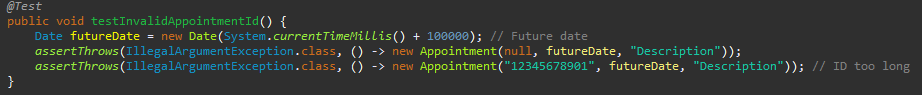 @Test
public void testInvalidAppointmentId() {
    Date futureDate = new Date(System.currentTimeMillis() + 100000); // Future date
    assertThrows(IllegalArgumentException.class, () -> new Appointment(null, futureDate, "Description"));
    assertThrows(IllegalArgumentException.class, () -> new Appointment("12345678901", futureDate, "Description")); // ID too long
}